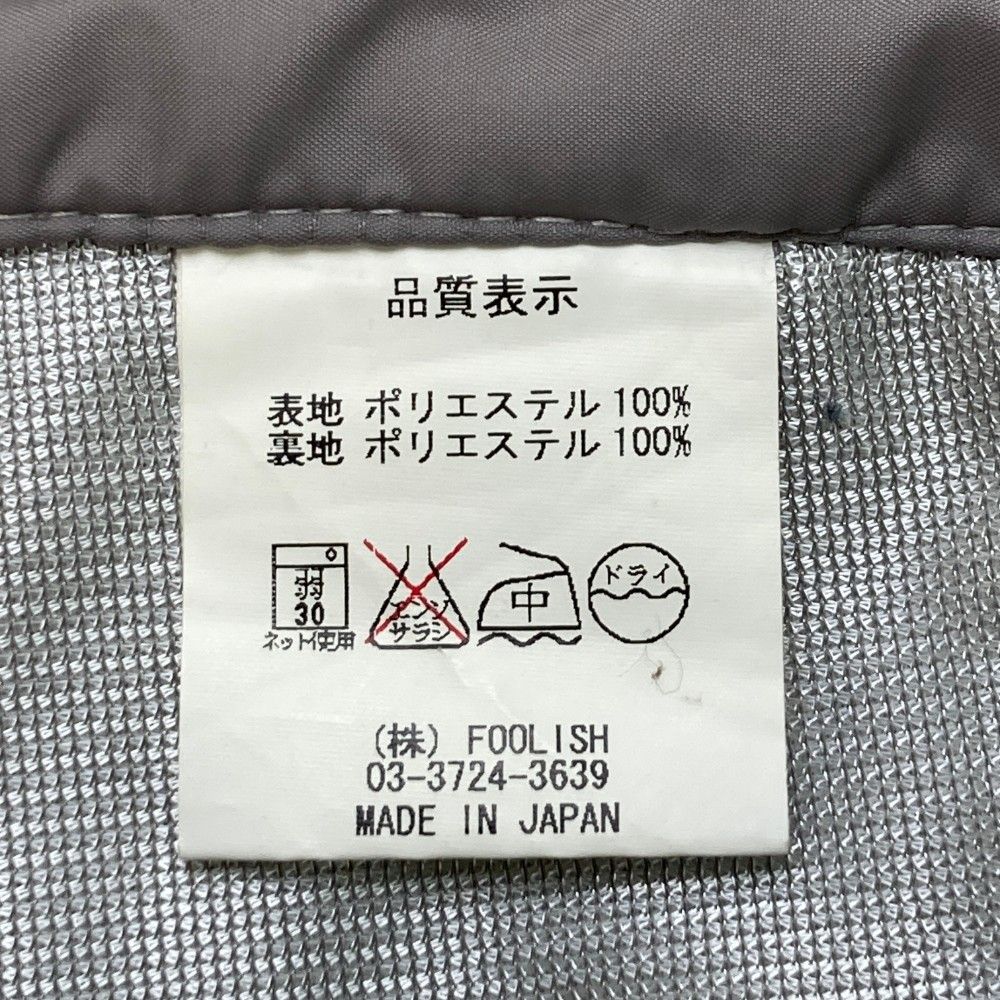 品質表示
表地 ポリエステル 100%
裏地 ポリエステル 100%
弱
30
ネット使用
エンソ
サラシ
中
ドライ
(株) FOOLISH
03-3724-3639
MADE IN JAPAN